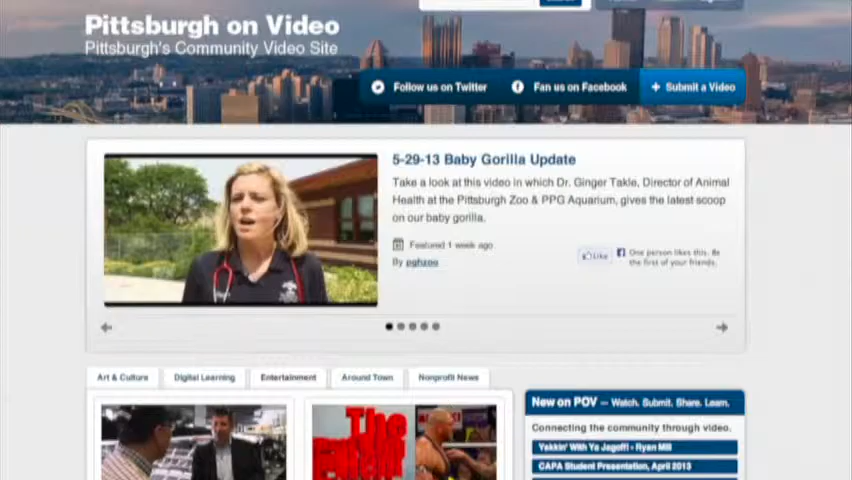 Pittsburgh on Video
Pittsburgh's Community Video Site
Follow us on Twitter
Fan us on Facebook
+ Submit a Video
5-29-13 Baby Gorilla Update
Take a look at this video in which Dr. Ginger Takle, Director of Animal
Health at the Pittsburgh Zoo & PPG Aquarium, gives the latest scoop
on our baby gorilla.
Featured 1 week ago
By pghzoo
Like
One person likes this. Be
the first of your friends.
Art & Culture
Digital Learning
Entertainment
Around Town
Nonprofit News
New on POV — Watch. Submit. Share. Learn.
Connecting the community through video.
Yakkin' With Ya Jagoff! - Ryan Mill
CAPA Student Presentation, April 2013
The